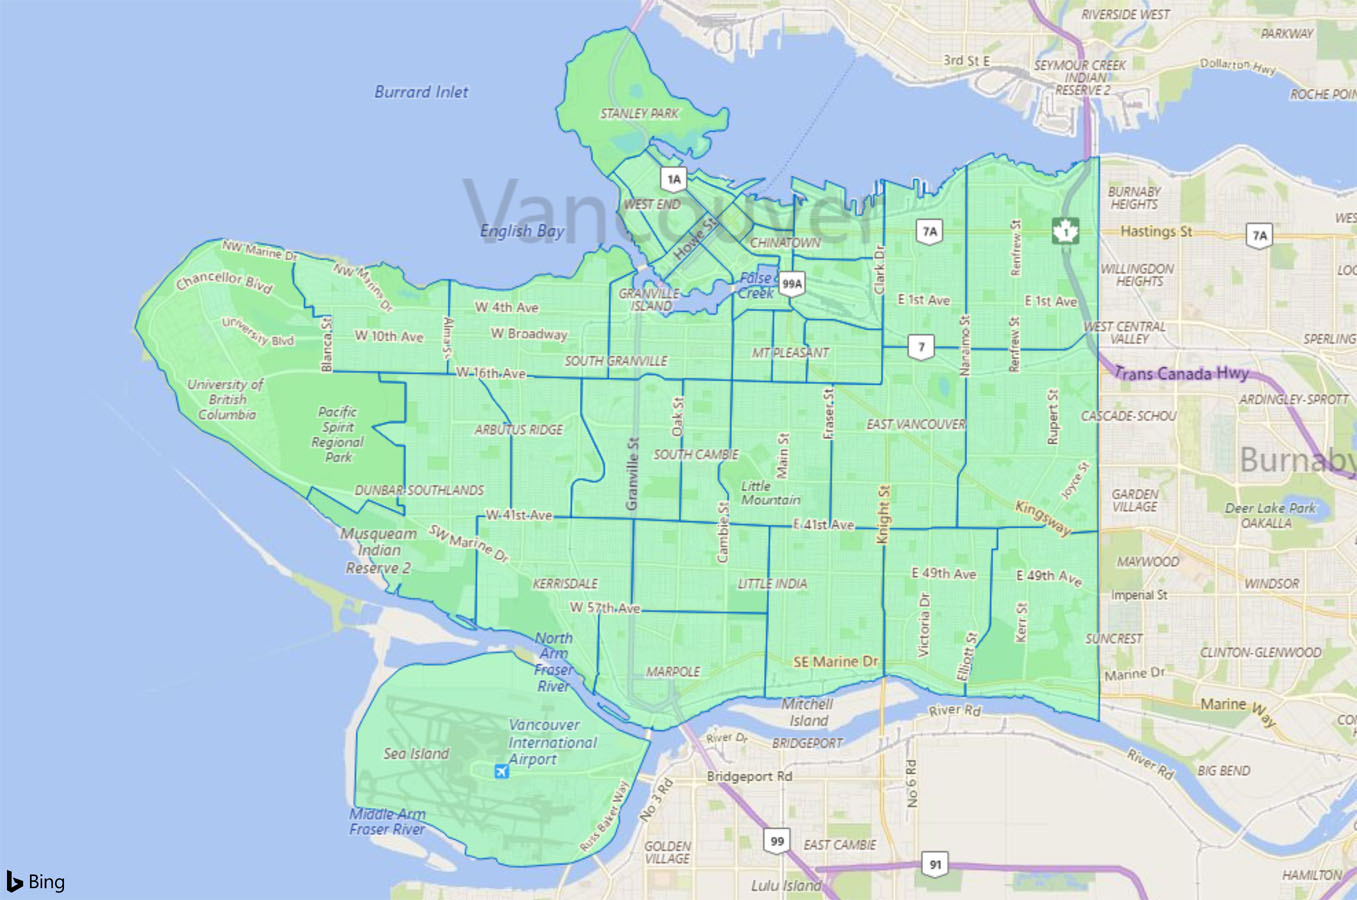 RIVERSIDE WEST
PARKWAY
3rd St E
SEYMOUR CREEK
INDIAN
RESERVE 2
Dollarton Hwy
ROCHE POIN
Burrard Inlet
STANLEY PARK
1A
Vancouver
WEST END
English Bay
Howe St
CHINATOWN
7A
1
BURNABY
HEIGHTS
Hastings St
7A
WES
Renfrew St
Clark Dr
NW Marine Dr
NW Marine Dr
Chancellor Blvd
False
Creek
99A
GRANVILLE
ISLAND
WILLINGDON
HEIGHTS
LO
E 1st Ave
E 1st Ave
W 4th Ave
University Blvd
Blanca St
W 10th Ave
Alma St
W Broadway
SOUTH GRANVILLE
MT PLEASANT
7
Nanaimo St
Renfrew St
WEST CENTRAL
VALLEY
SPERLING
W 16th Ave
Trans Canada Hwy
University of
British
Columbia
Pacific
Spirit
Regional
Park
ARBUTUS RIDGE
Granville St
Oak St
Fraser St
EAST VANCOUVER
Rupert St
CASCADE-SCHOU
ARDINGLEY-SPROTT
SOUTH CAMBIE
Main St
Burnaby
Joyce St
DUNBAR-SOUTHLANDS
Little
Mountain
Knight St
GARDEN
VILLAGE
Deer Lake Park
OAKALLA
W 41st Ave
Cambie St
E 41st Ave
Kingsway
Musqueam
Indian
Reserve 2
SW Marine Dr
MAYWOOD
KERRISDALE
LITTLE INDIA
E 49th Ave
E 49th Ave
WINDSOR
Imperial St
W 57th Ave
Victoria Dr
Kerr St
Elliott St
SUNCREST
CLINTON-GLENWOOD
North
Arm
Fraser
River
MARPOLE
SE Marine Dr
Marine Dr
Marine Way
Mitchell
Island
River Rd
CO
Vancouver
International
Airport
Sea Island
River Dr
BRIDGEPORT
River Rd
BIG BEND
Bridgeport Rd
No 6 Rd
No 3 Rd
Russ Baker Way
Middle Arm
Fraser River
99
EAST CAMBIE
GOLDEN
VILLAGE
91
HAMILTON
Lulu Island
Bing